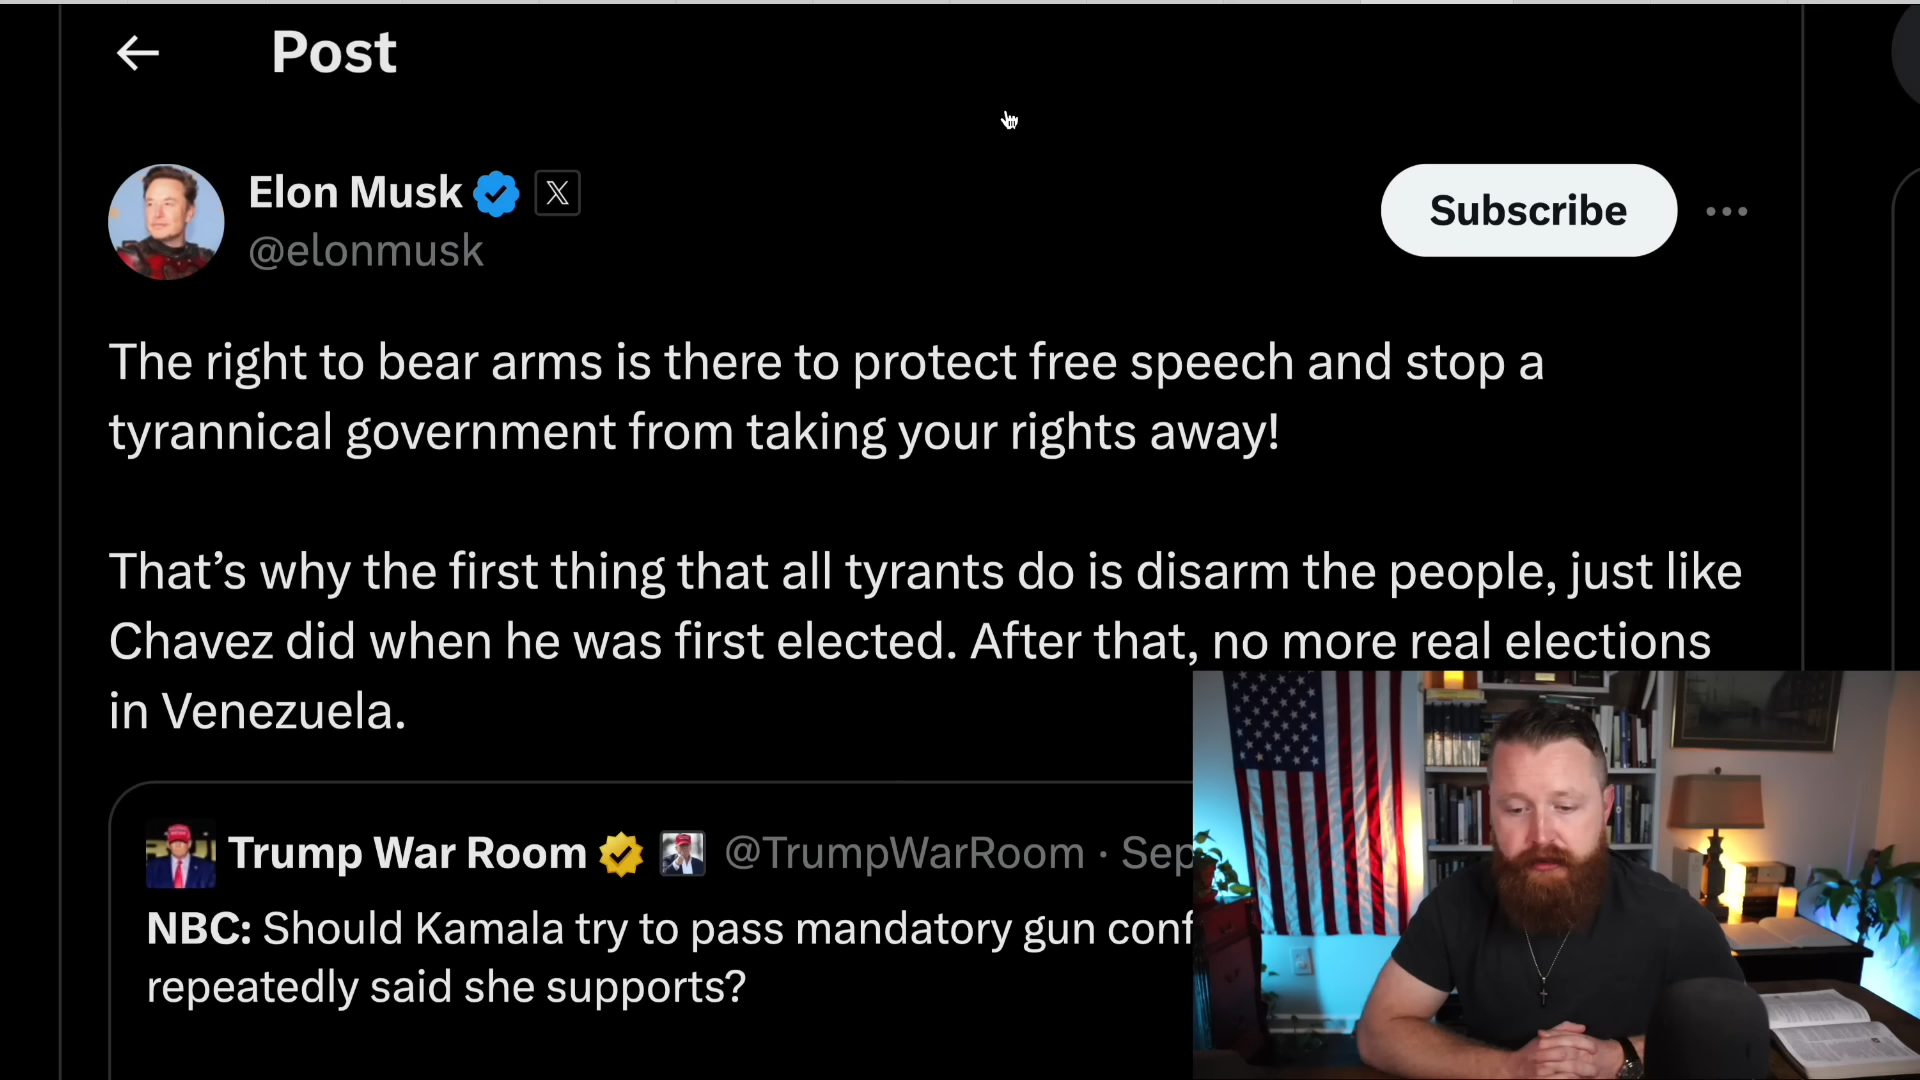 Post
Elon Musk
@elonmusk
Subscribe
The right to bear arms is there to protect free speech and stop a
tyrannical government from taking your rights away!
That’s why the first thing that all tyrants do is disarm the people, just like
Chavez did when he was first elected. After that, no more real elections
in Venezuela.
Trump War Room @TrumpWarRoom · Sep
NBC: Should Kamala try to pass mandatory gun conf
repeatedly said she supports?